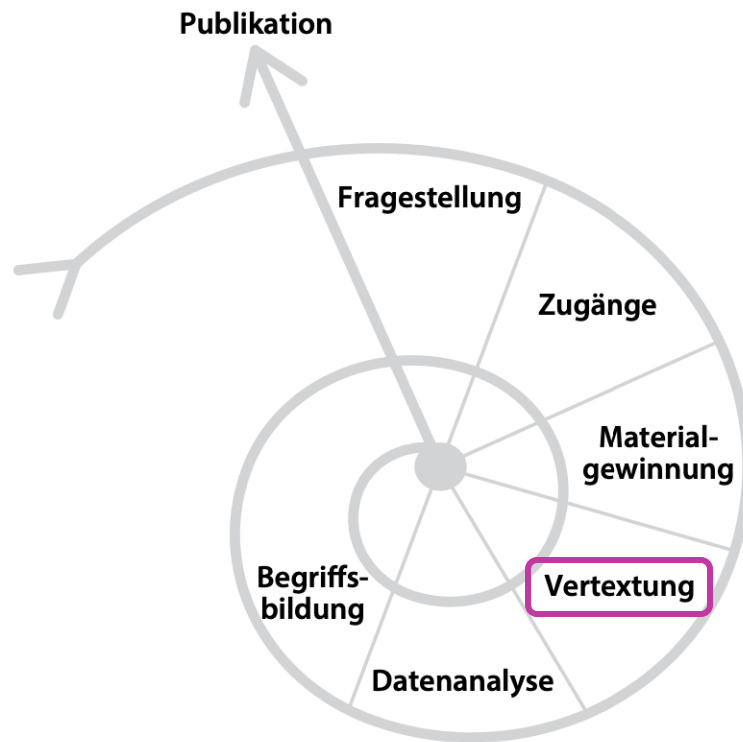 Publikation
Fragestellung
Zugänge
Material-
gewinnung
Vertextung
Datenanalyse
Begriffs-
bildung